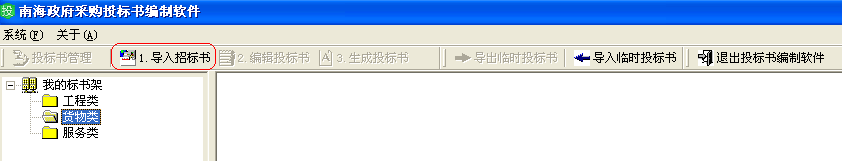 投 南海政府采购投标书编制软件
系统(F) 关于(A)
投标书管理 1. 导入招标书 2. 编辑投标书 3. 生成投标书 导出临时投标书 导入临时投标书 退出投标书编制软件
我的标书架
工程类
货物类
服务类